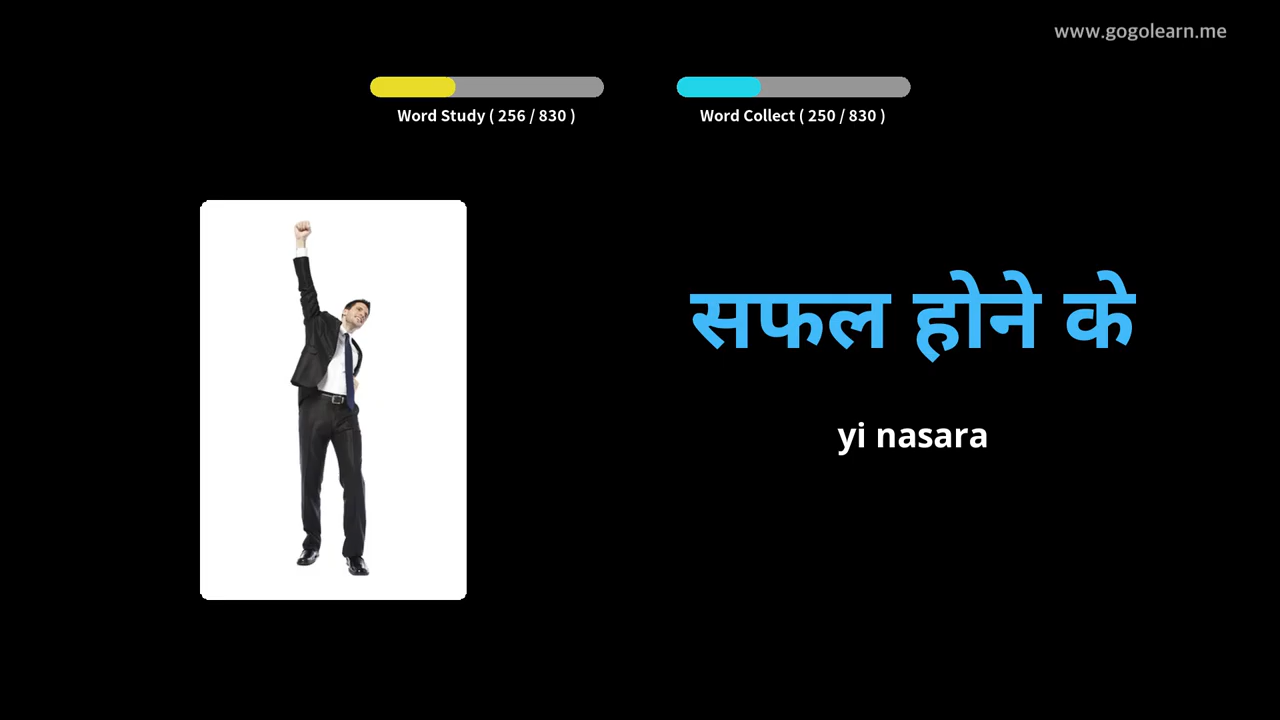 www.gogolearn.me
Word Study ( 256 / 830 )
Word Collect ( 250 / 830 )
सफल होने के
yi nasara